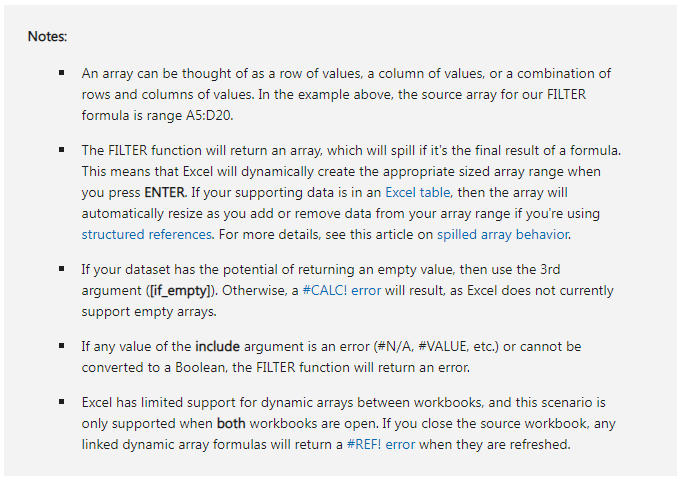 Notes:
An array can be thought of as a row of values, a column of values, or a combination of
rows and columns of values. In the example above, the source array for our FILTER
formula is range A5:D20.
The FILTER function will return an array, which will spill if it's the final result of a formula.
This means that Excel will dynamically create the appropriate sized array range when
you press ENTER. If your supporting data is in an Excel table, then the array will
automatically resize as you add or remove data from your array range if you're using
structured references. For more details, see this article on spilled array behavior.
If your dataset has the potential of returning an empty value, then use the 3rd
argument ([if_empty]). Otherwise, a #CALC! error will result, as Excel does not currently
support empty arrays.
If any value of the include argument is an error (#N/A, #VALUE, etc.) or cannot be
converted to a Boolean, the FILTER function will return an error.
Excel has limited support for dynamic arrays between workbooks, and this scenario is
only supported when both workbooks are open. If you close the source workbook, any
linked dynamic array formulas will return a #REF! error when they are refreshed.